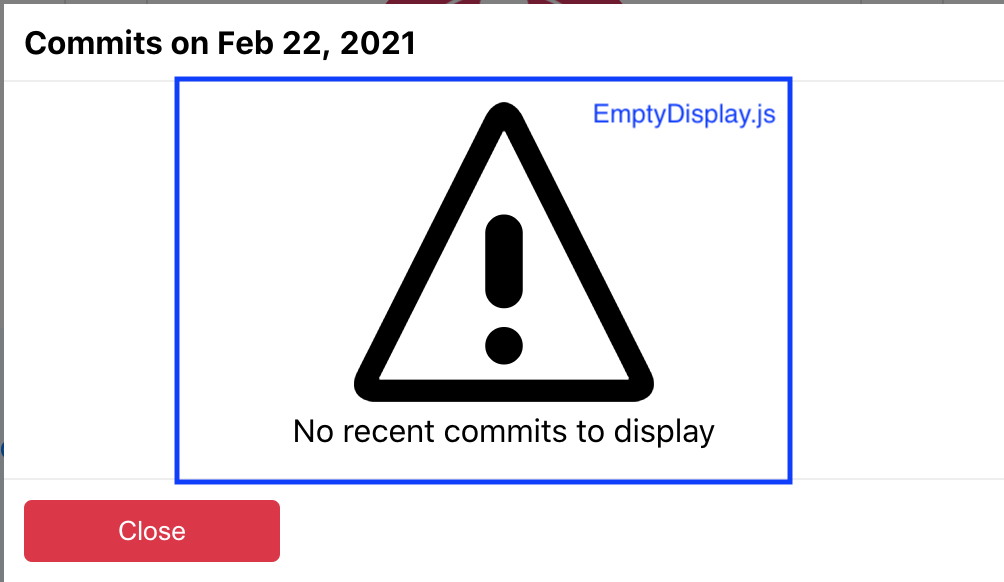 Commits on Feb 22, 2021
EmptyDisplay.js
No recent commits to display
Close